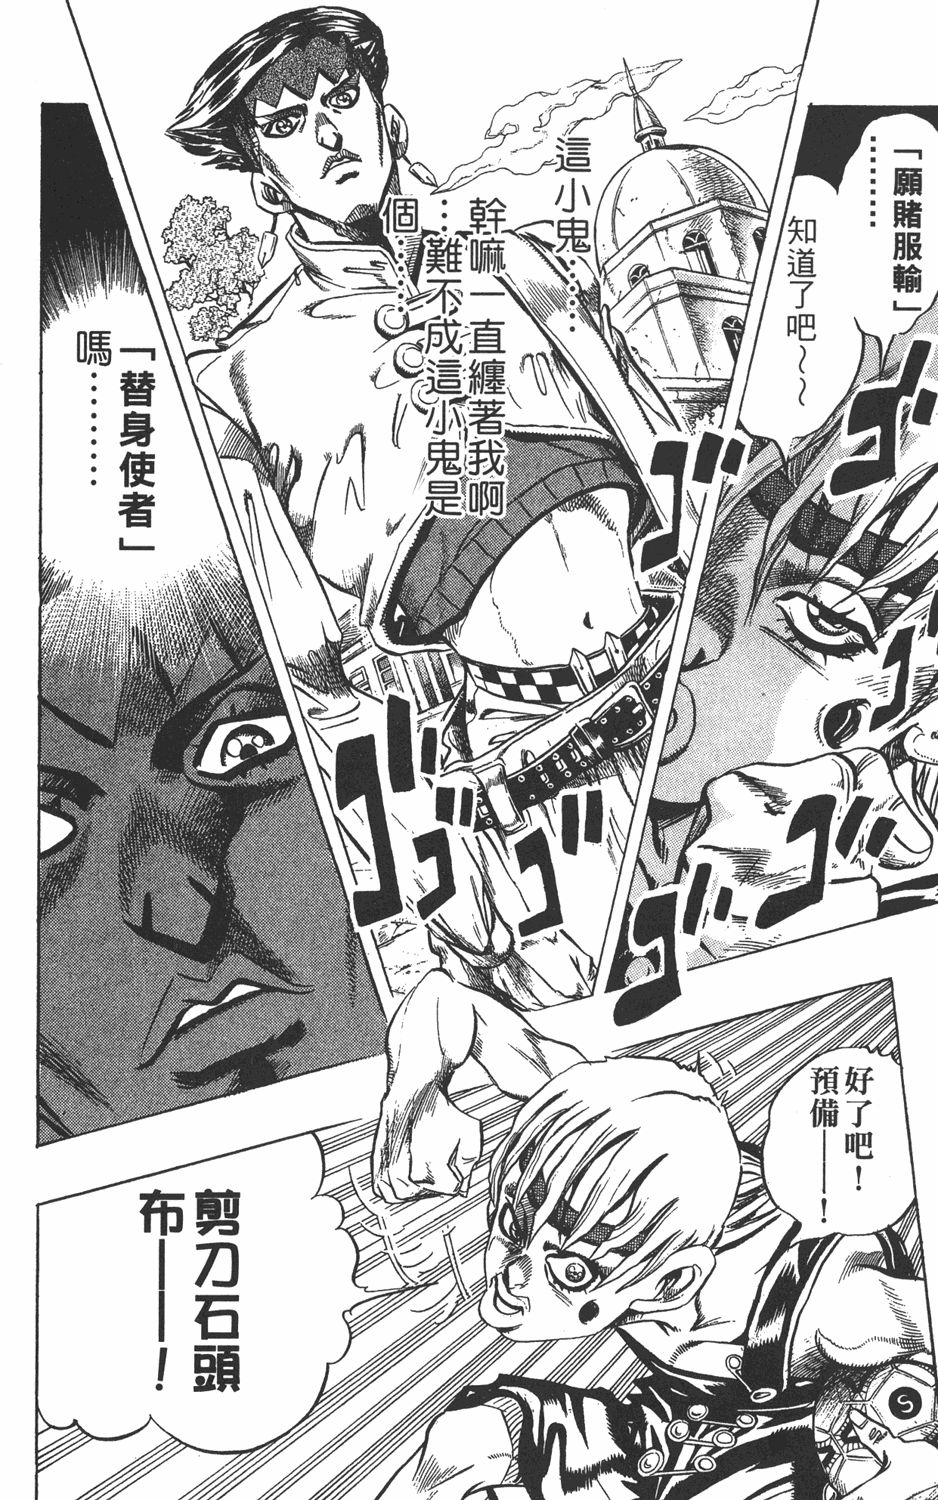 「願賭服輸」
………
知道了吧～～
這小鬼……
幹嘛一直纏著我啊
…難不成這小鬼是
個……
「替身使者」
嗎………
ゴゴゴ
ゴゴゴ
ゴゴゴ
ゴゴ
好了吧！
預備——！
剪刀石頭
布——！